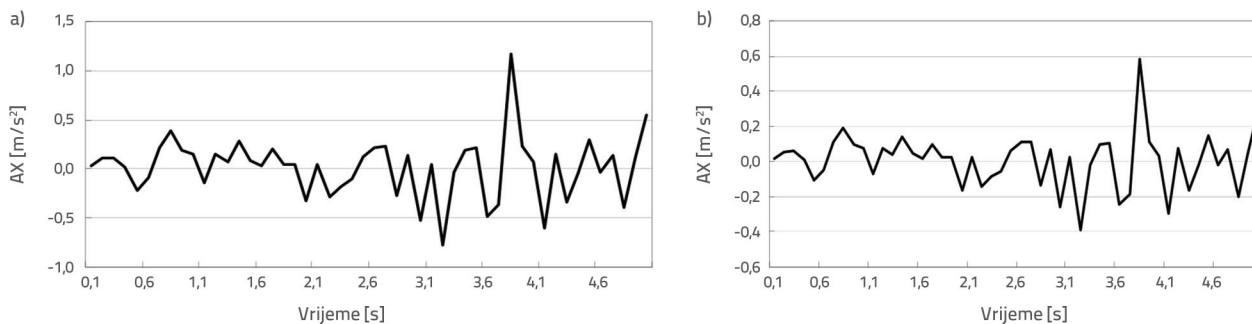 a)
AX [m/s²]
1,5
1,0
0,5
0,0
-0,5
-1,0
0,1 0,6 1,1 1,6 2,1 2,6 3,1 3,6 4,1 4,6
Vrijeme [s]
b)
AX [m/s²]
0,8
0,6
0,4
0,2
0,0
-0,2
-0,4
-0,6
0,1 0,6 1,1 1,6 2,1 2,6 3,1 3,6 4,1 4,6
Vrijeme [s]